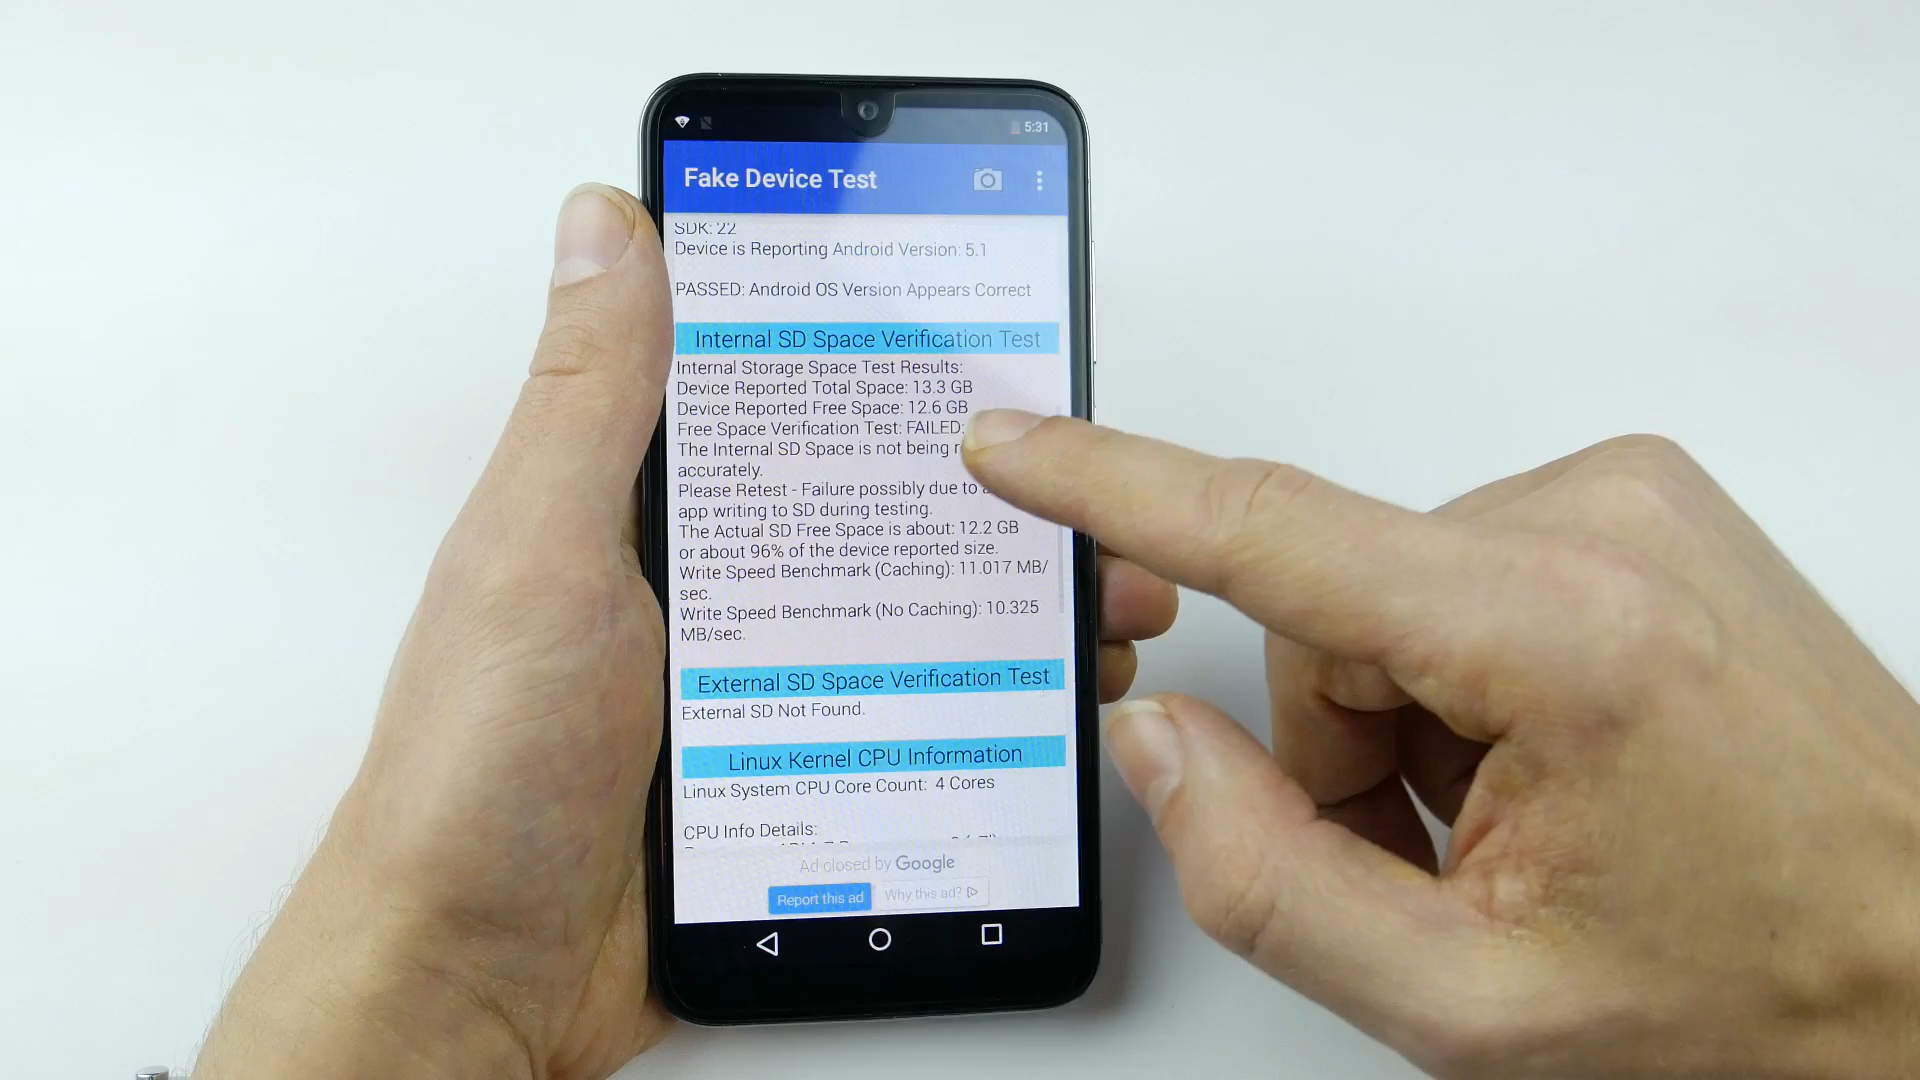 5:31
Fake Device Test
SDK: 22
Device is Reporting Android Version: 5.1
PASSED: Android OS Version Appears Correct
Internal SD Space Verification Test
Internal Storage Space Test Results:
Device Reported Total Space: 13.3 GB
Device Reported Free Space: 12.6 GB
Free Space Verification Test: FAILED:
The Internal SD Space is not being
accurately.
Please Retest - Failure possibly due to
app writing to SD during testing.
The Actual SD Free Space is about: 12.2 GB
or about 96% of the device reported size.
Write Speed Benchmark (Caching): 11.017 MB/
sec.
Write Speed Benchmark (No Caching): 10.325
MB/sec.
External SD Space Verification Test
External SD Not Found.
Linux Kernel CPU Information
Linux System CPU Core Count: 4 Cores
CPU Info Details:
Ad closed by Google
Report this ad
Why this ad?